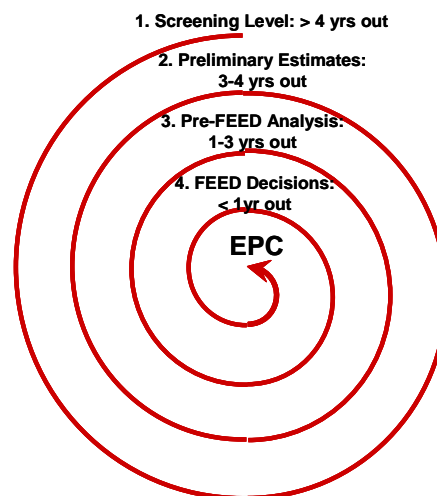 1. Screening Level: > 4 yrs out
2. Preliminary Estimates:
3-4 yrs out
3. Pre-FEED Analysis:
1-3 yrs out
4. FEED Decisions:
< 1yr out
EPC